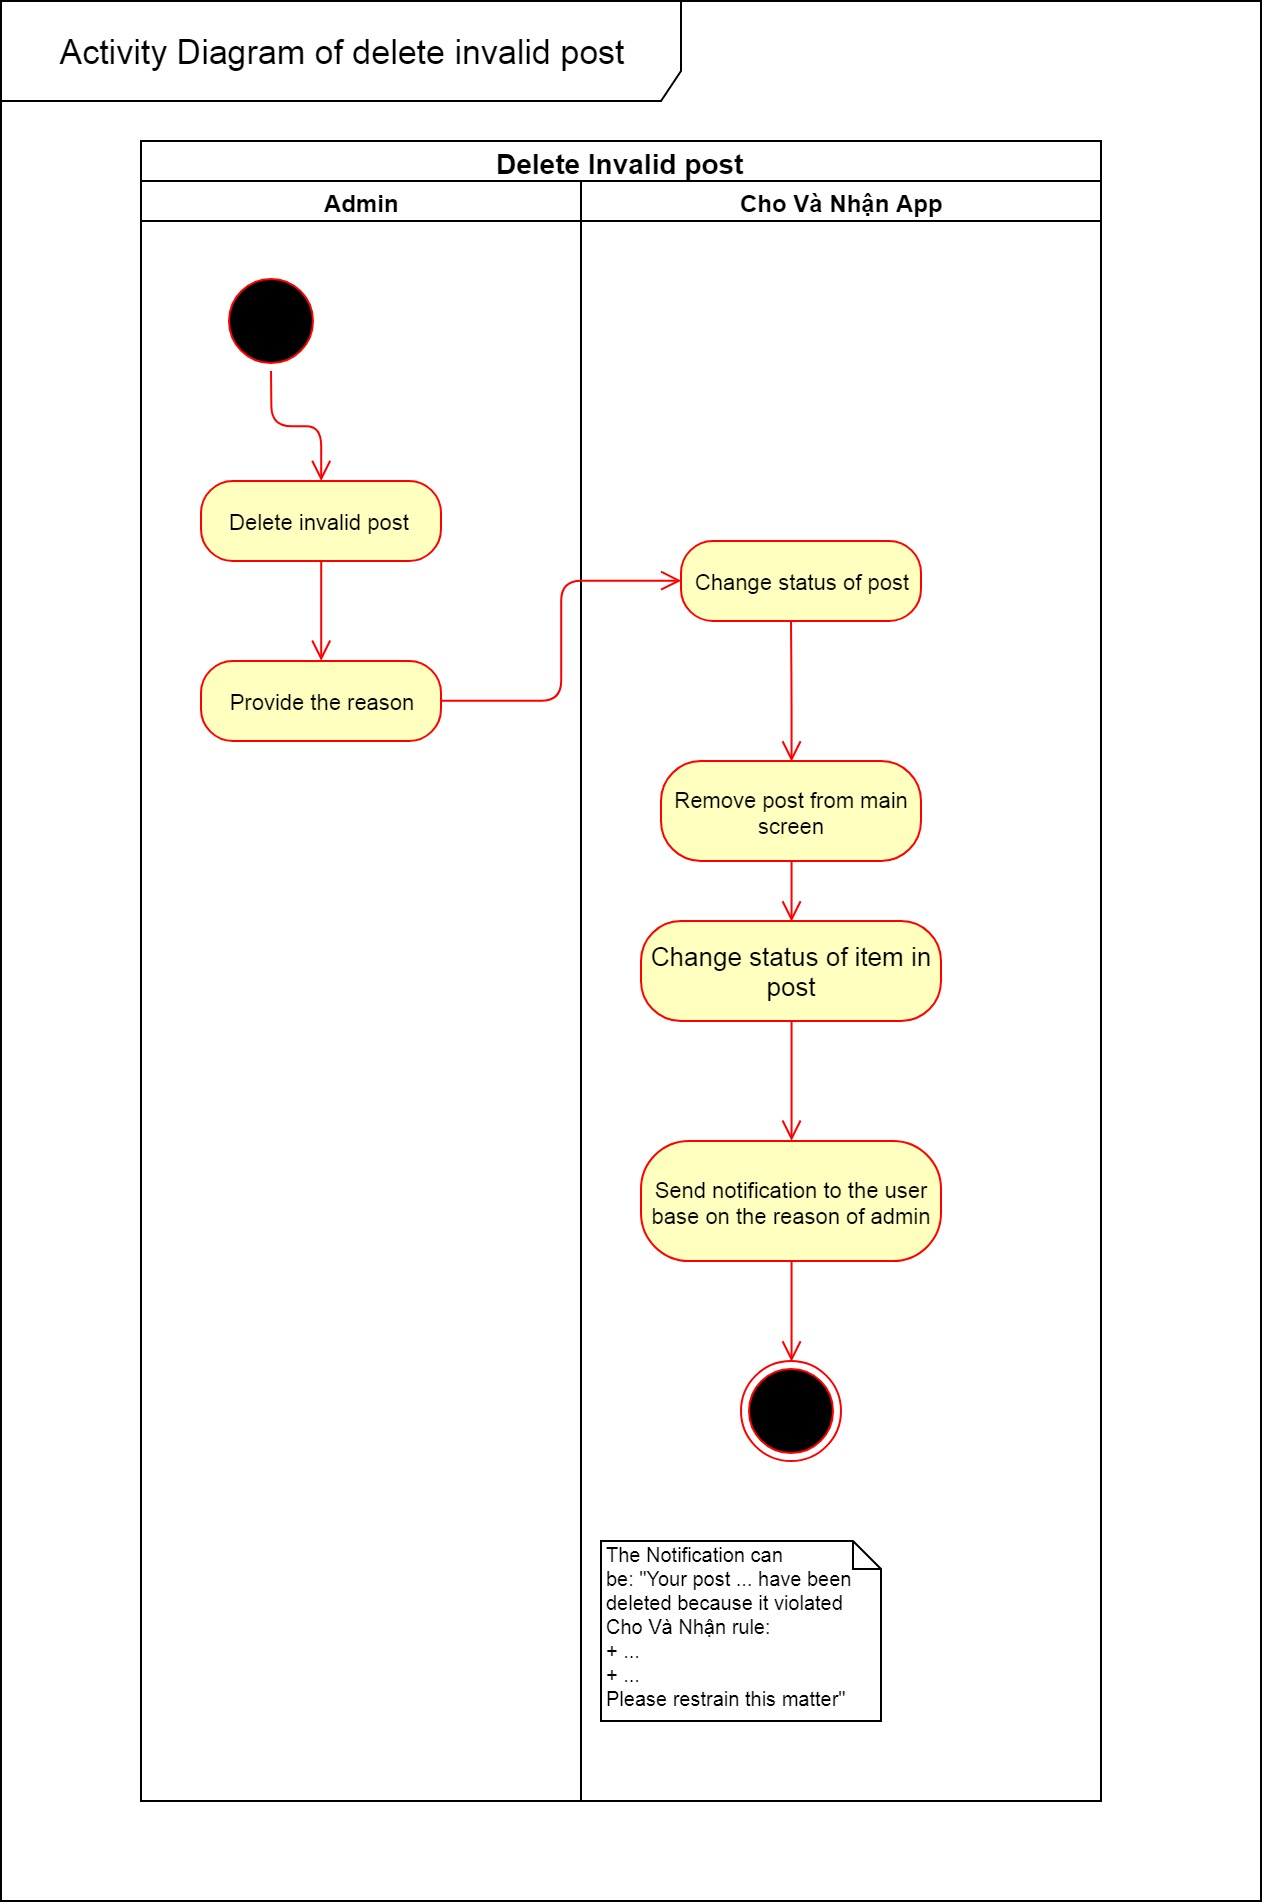 Activity Diagram of delete invalid post
Delete Invalid post
Admin
Cho Và Nhận App
Delete invalid post
Provide the reason
Change status of post
Remove post from main
screen
Change status of item in
post
Send notification to the user
base on the reason of admin
The Notification can
be: "Your post ... have been
deleted because it violated
Cho Và Nhận rule:
+ ...
+ ...
Please restrain this matter"